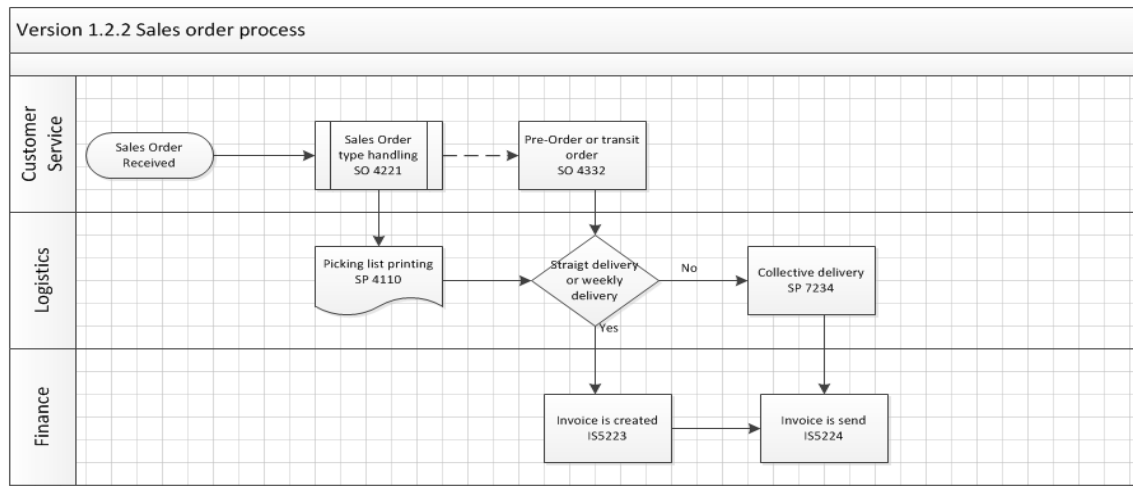 Version 1.2.2 Sales order process
Customer
Service
Sales Order
Received
Sales Order
type handling
SO 4221
Pre-Order or transit
order
SO 4332
Logistics
Picking list printing
SP 4110
Straigt delivery
or weekly
delivery
No
Collective delivery
SP 7234
Yes
Finance
Invoice is created
IS5223
Invoice is send
IS5224